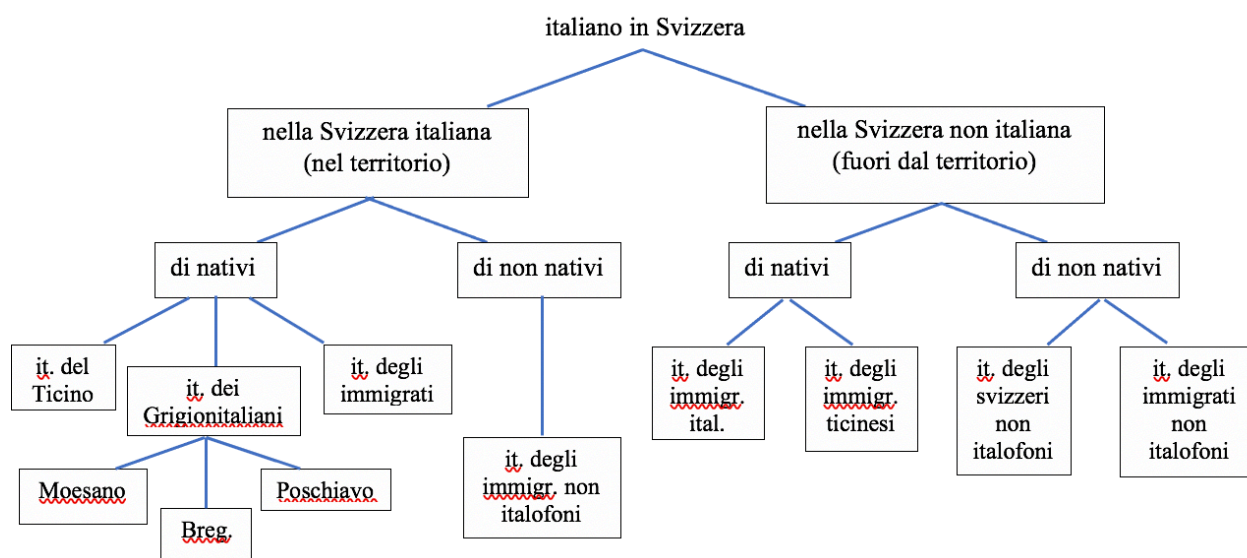 italiano in Svizzera
nella Svizzera italiana
(nel territorio)
nella Svizzera non italiana
(fuori dal territorio)
di nativi
di non nativi
di nativi
di non nativi
it. del
Ticino
it. dei
Grigionitaliani
it. degli
immigrati
it. degli
immigr.
ital.
it. degli
immigr.
ticinesi
it. degli
svizzeri
non
italofoni
it. degli
immigrati
non
italofoni
Moesano
Breg.
Poschiavo
it. degli
immigr. non
italofoni